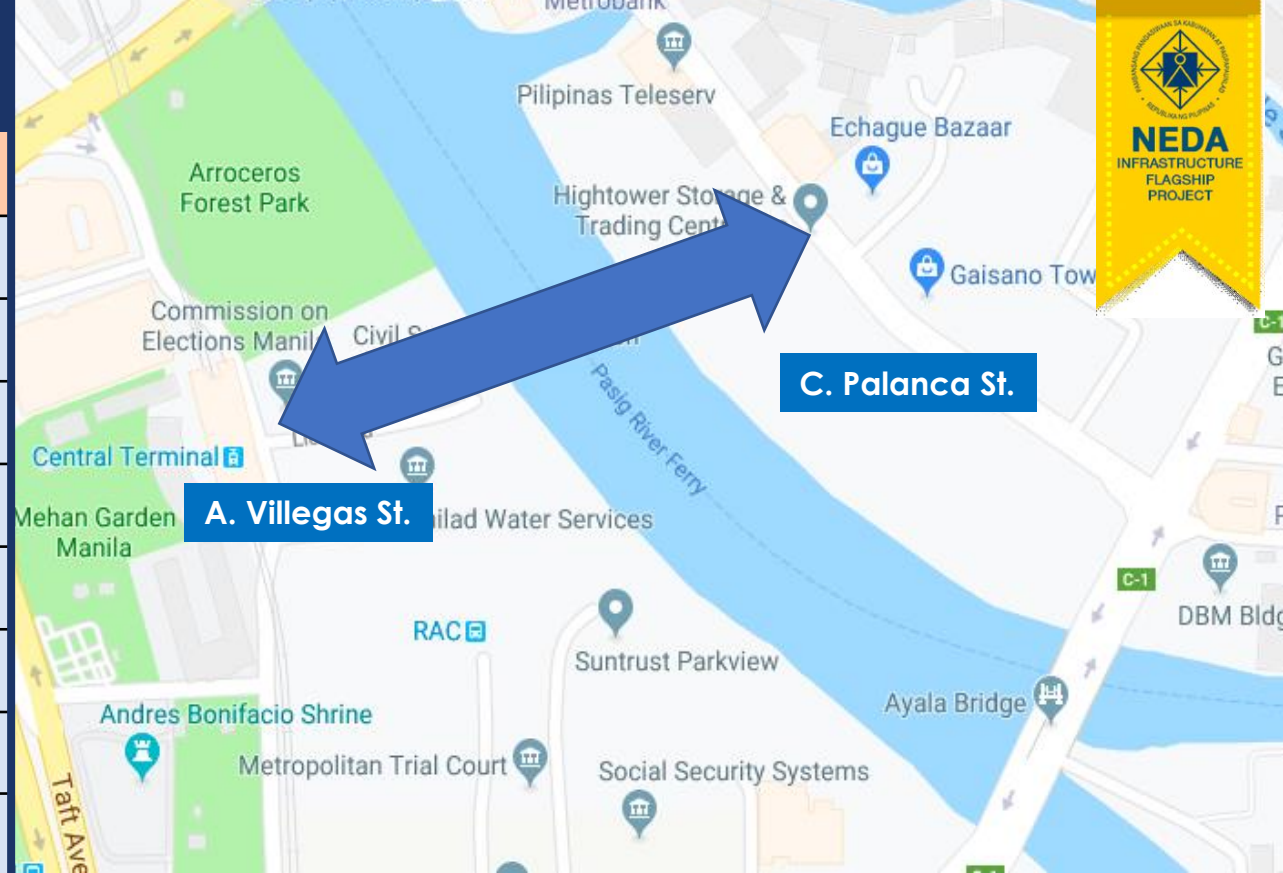 Metrobank
Pilipinas Teleserv
Echague Bazaar
NEDA
INFRASTRUCTURE
FLAGSHIP
PROJECT
Arroceros
Forest Park
Hightower Storage &
Trading Cent
Gaisano Tow
Commission on
Elections Manil
Civil S
C-1
G
E
C. Palanca St.
Pasig River Ferry
Central Terminal
A. Villegas St.
Mehan Garden
Manila
ilad Water Services
C-1
DBM Bldg
RAC
Suntrust Parkview
Ayala Bridge
Andres Bonifacio Shrine
Metropolitan Trial Court
Social Security Systems
Taft Ave